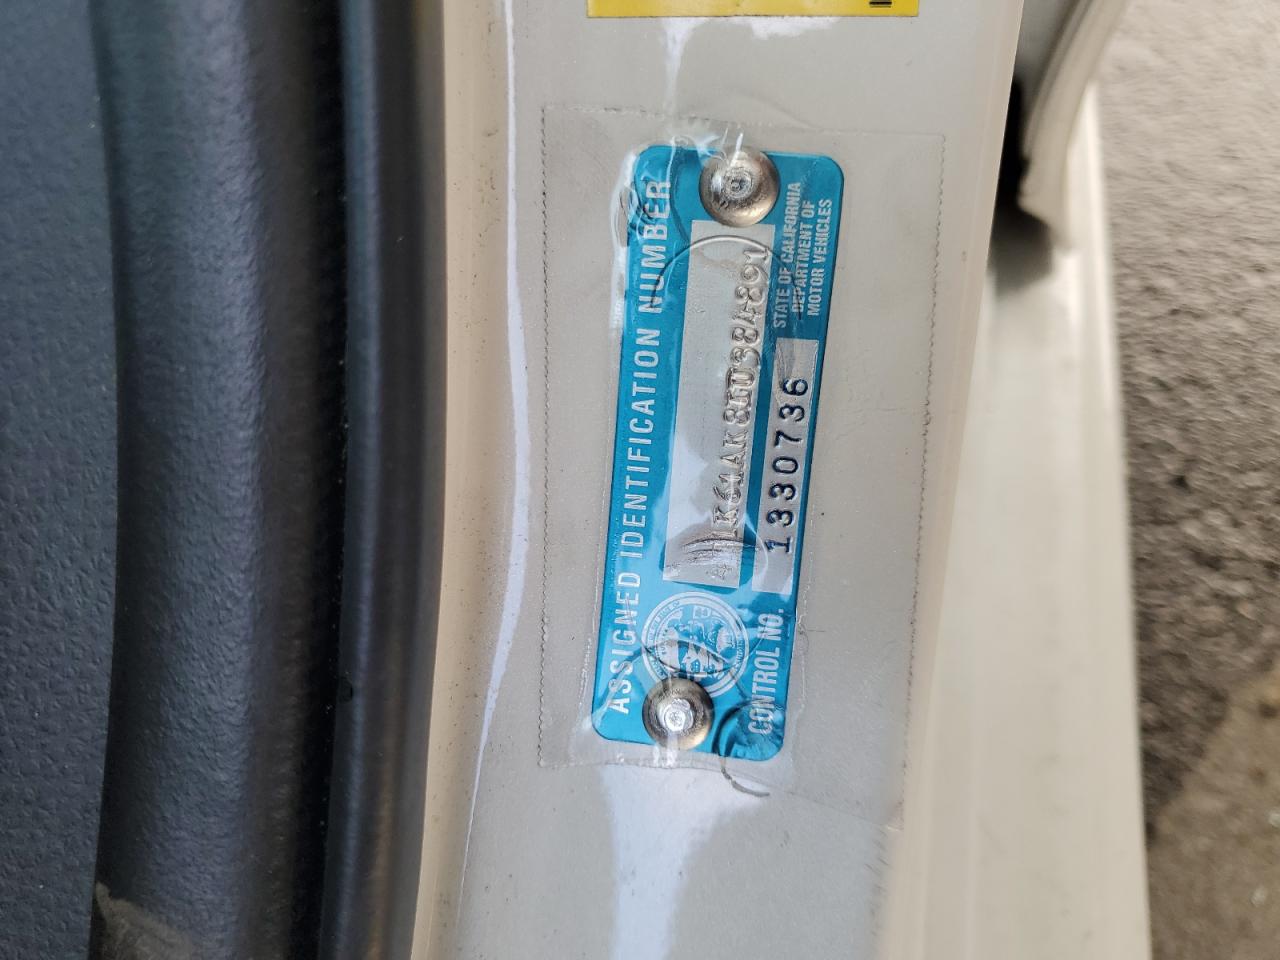 ASSIGNED IDENTIFICATION NUMBER
STATE OF CALIFORNIA
DEPARTMENT OF
MOTOR VEHICLES
CONTROL NO. 1330736